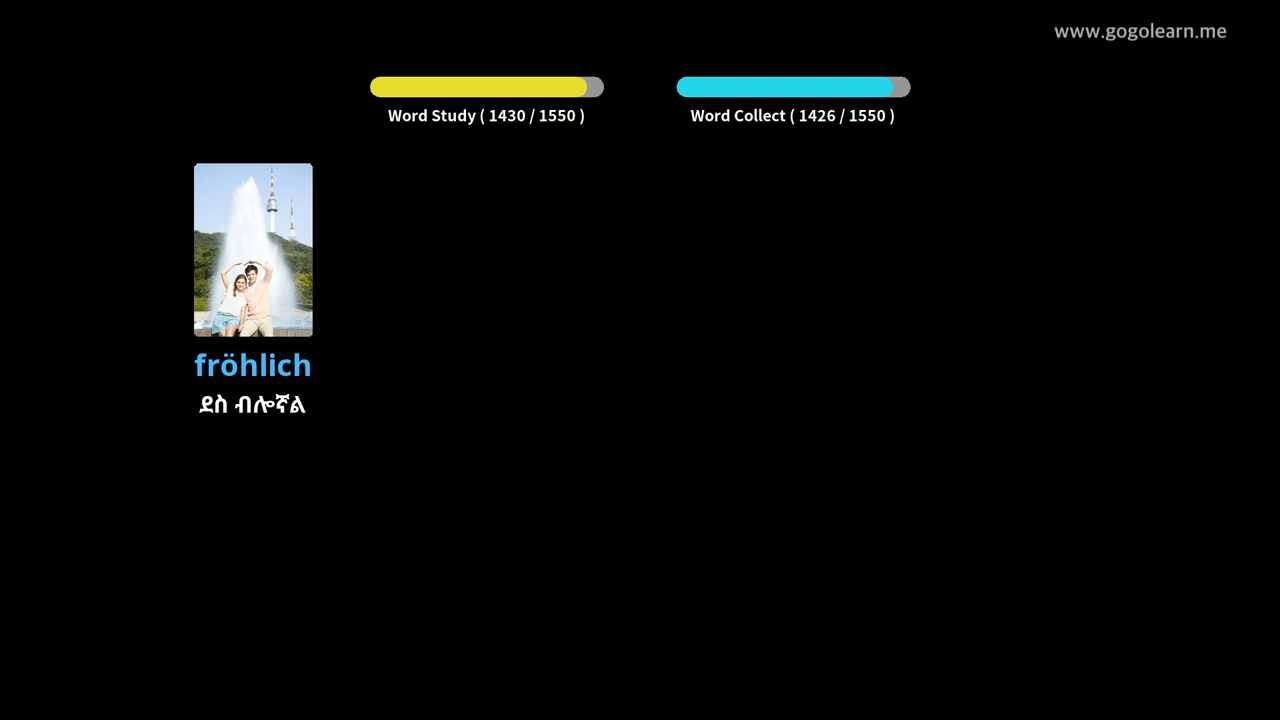 www.gogolearn.me
Word Study ( 1430 / 1550 )
Word Collect ( 1426 / 1550 )
fröhlich
ደስ ብሎኛል